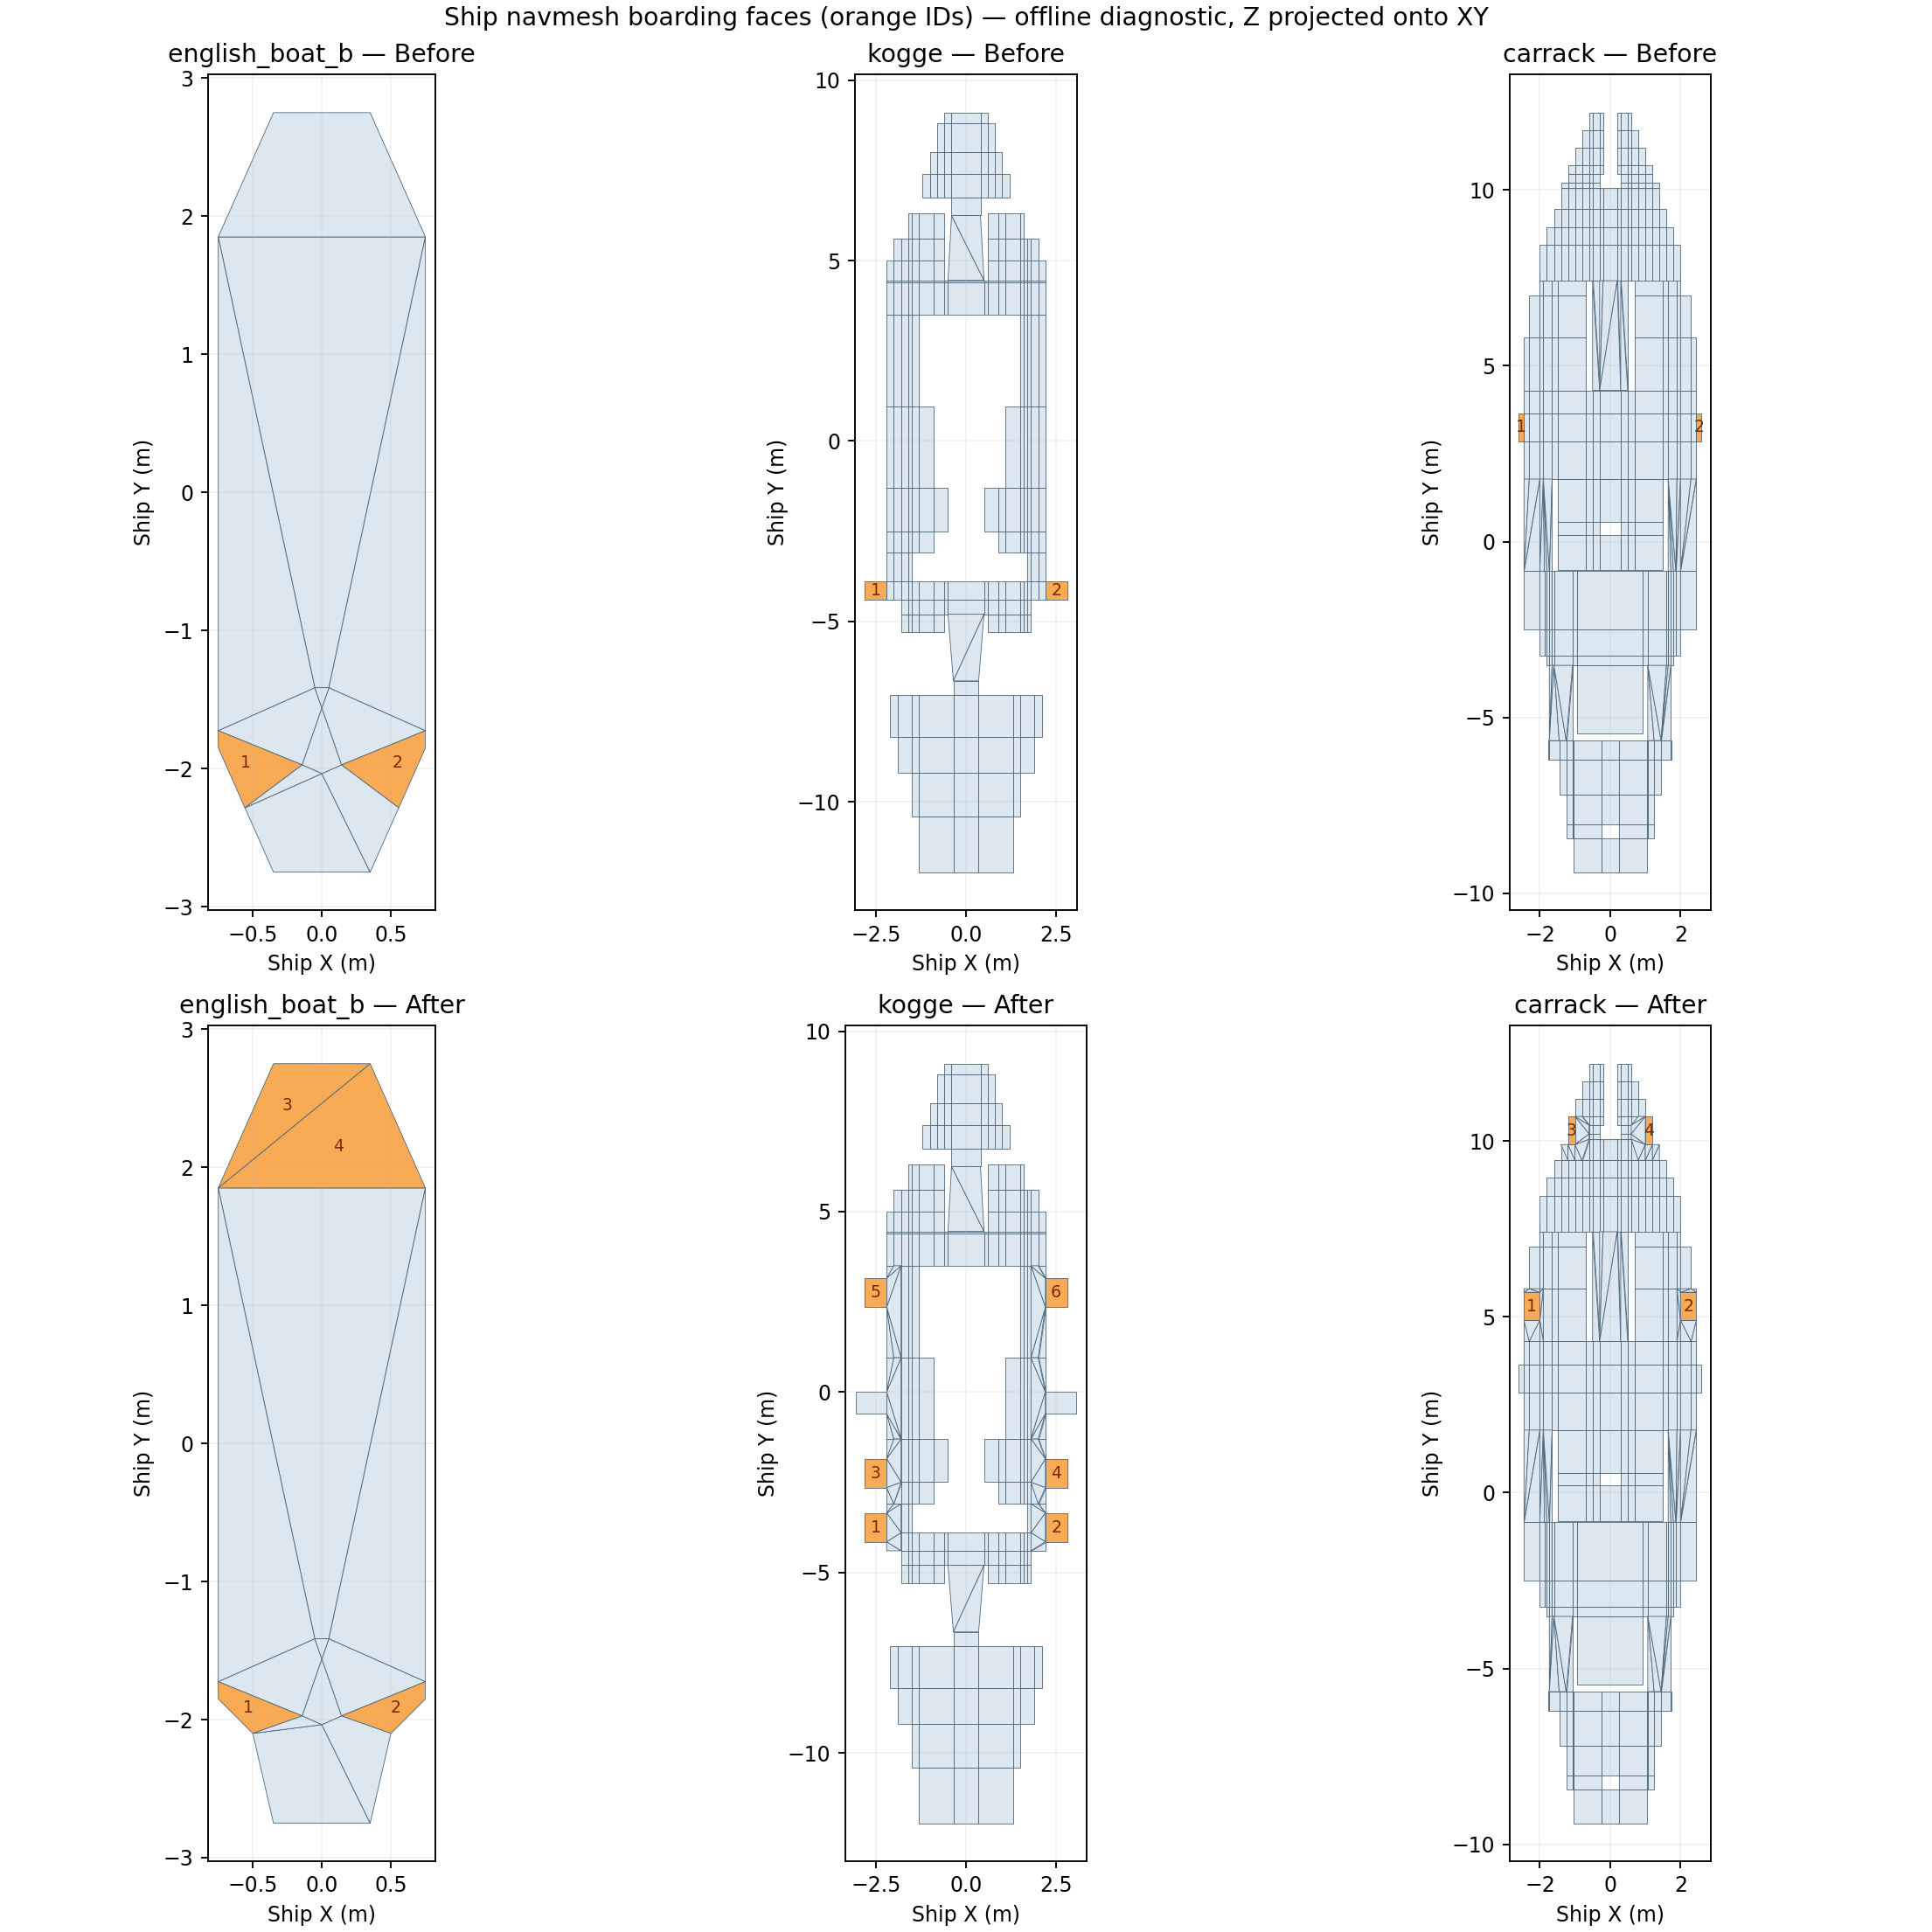 Ship navmesh boarding faces (orange IDs) — offline diagnostic, Z projected onto XY
english_boat_b — Before
3
2
1
0
−1
−2
−3
Ship Y (m)
1
2
−0.5 0.0 0.5
Ship X (m)
kogge — Before
10
5
0
−5
−10
Ship Y (m)
1
2
−2.5 0.0 2.5
Ship X (m)
carrack — Before
10
5
0
−5
−10
Ship Y (m)
1
2
−2 0 2
Ship X (m)
english_boat_b — After
3
2
1
0
−1
−2
−3
Ship Y (m)
3
4
1
2
−0.5 0.0 0.5
Ship X (m)
kogge — After
10
5
0
−5
−10
Ship Y (m)
5
6
3
4
1
2
−2.5 0.0 2.5
Ship X (m)
carrack — After
10
5
0
−5
−10
Ship Y (m)
3
4
1
2
−2 0 2
Ship X (m)